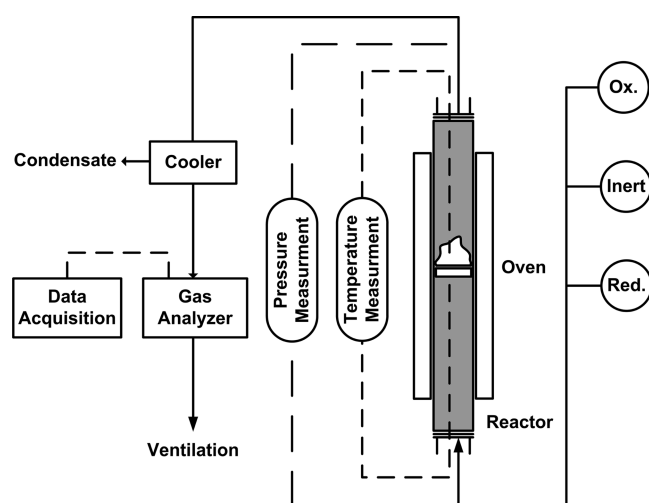 Ox.
Condensate
Cooler
Inert
Pressure
Measurment
Temperature
Measurment
Oven
Red.
Data
Acquisition
Gas
Analyzer
Reactor
Ventilation